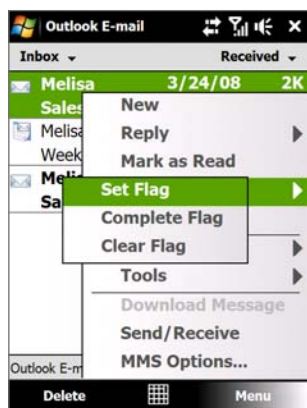 Outlook E-mail
Inbox
Received
Melisa 3/24/08 2K
Sales
New
Melisa
Reply
Week
Mark as Read
Set Flag
Complete Flag
Sa
Clear Flag
Tools
Download Message
Send/Receive
Outlook E-m
MMS Options...
Delete
Menu